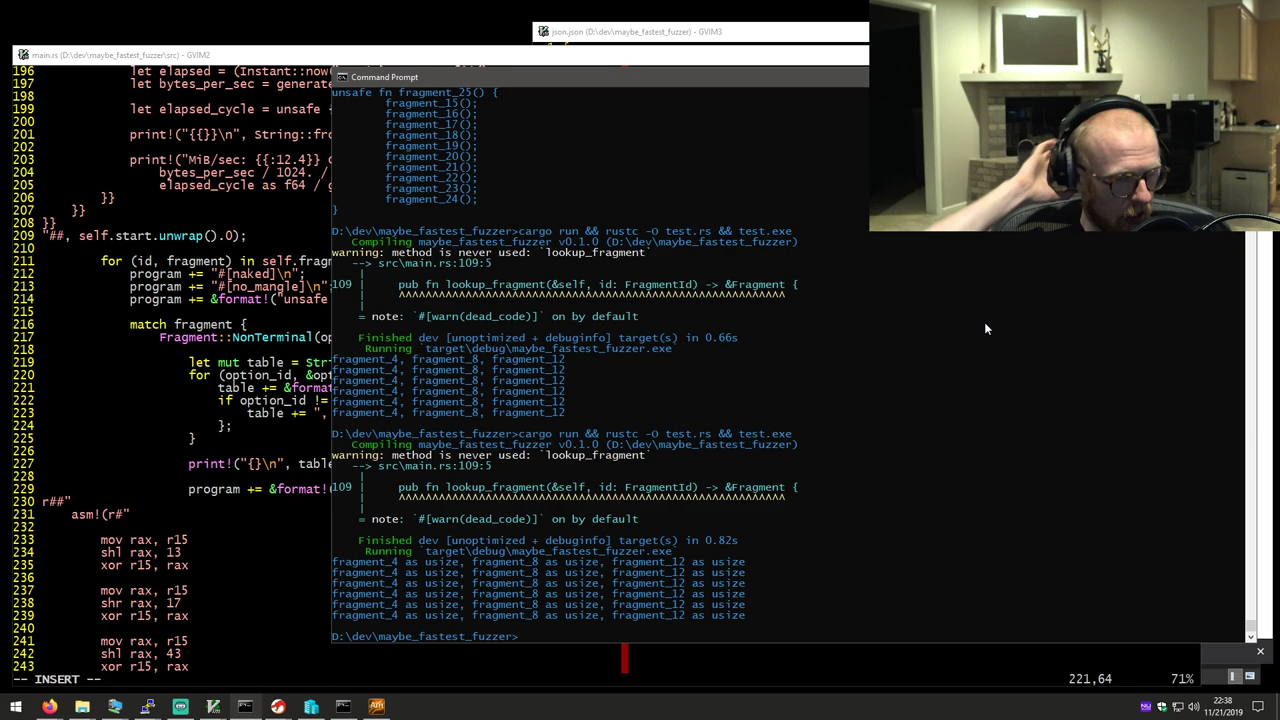 json.json (D:\dev\maybe_fastest_fuzzer) - GVIM3
main.rs (D:\dev\maybe_fastest_fuzzer\src) - GVIM2
196 let elapsed = (Instant::now(
197 let bytes_per_sec = generate
198
199 let elapsed_cycle = unsafe {
200
201 print!("{{}}\n", String::fro
202
203 print!("MiB/sec: {{:12.4}} c
204 bytes_per_sec / 1024. /
205 elapsed_cycle as f64 / g
206 }}
207 }}
208 }}
209 "##, self.start.unwrap().0);
210
211 for (id, fragment) in self.fragm
212 program += "#[naked]\n";
213 program += "#[no_mangle]\n"
214 program += &format!("unsafe
215
216 match fragment {
217 Fragment::NonTerminal(op
218
219 let mut table = Stri
220 for (option_id, &opt
221 table += &format
222 if option_id !=
223 table += ",
224 };
225 }
226
227 print!("{}\n", table
228
229 program += &format!(
230 r##"
231 asm!(r#"
232
233 mov rax, r15
234 shl rax, 13
235 xor r15, rax
236
237 mov rax, r15
238 shr rax, 17
239 xor r15, rax
240
241 mov rax, r15
242 shl rax, 43
243 xor r15, rax
-- INSERT --
221,64 71%
Command Prompt
unsafe fn fragment_25() {
fragment_15();
fragment_16();
fragment_17();
fragment_18();
fragment_19();
fragment_20();
fragment_21();
fragment_22();
fragment_23();
fragment_24();
}
D:\dev\maybe_fastest_fuzzer>cargo run && rustc -O test.rs && test.exe
Compiling maybe_fastest_fuzzer v0.1.0 (D:\dev\maybe_fastest_fuzzer)
warning: method is never used: `lookup_fragment`
--> src\main.rs:109:5
|
109 | pub fn lookup_fragment(&self, id: FragmentId) -> &Fragment {
| ^^^^^^^^^^^^^^^^^^^^^^^^^^^^^^^^^^^^^^^^^^^^^^^^^^^^^^^^^^
|
= note: `#[warn(dead_code)]` on by default
Finished dev [unoptimized + debuginfo] target(s) in 0.66s
Running `target\debug\maybe_fastest_fuzzer.exe`
fragment_4, fragment_8, fragment_12
fragment_4, fragment_8, fragment_12
fragment_4, fragment_8, fragment_12
fragment_4, fragment_8, fragment_12
fragment_4, fragment_8, fragment_12
fragment_4, fragment_8, fragment_12
D:\dev\maybe_fastest_fuzzer>cargo run && rustc -O test.rs && test.exe
Compiling maybe_fastest_fuzzer v0.1.0 (D:\dev\maybe_fastest_fuzzer)
warning: method is never used: `lookup_fragment`
--> src\main.rs:109:5
|
109 | pub fn lookup_fragment(&self, id: FragmentId) -> &Fragment {
| ^^^^^^^^^^^^^^^^^^^^^^^^^^^^^^^^^^^^^^^^^^^^^^^^^^^^^^^^^^
|
= note: `#[warn(dead_code)]` on by default
Finished dev [unoptimized + debuginfo] target(s) in 0.82s
Running `target\debug\maybe_fastest_fuzzer.exe`
fragment_4 as usize, fragment_8 as usize, fragment_12 as usize
fragment_4 as usize, fragment_8 as usize, fragment_12 as usize
fragment_4 as usize, fragment_8 as usize, fragment_12 as usize
fragment_4 as usize, fragment_8 as usize, fragment_12 as usize
fragment_4 as usize, fragment_8 as usize, fragment_12 as usize
fragment_4 as usize, fragment_8 as usize, fragment_12 as usize
D:\dev\maybe_fastest_fuzzer>
22:38
11/21/2019